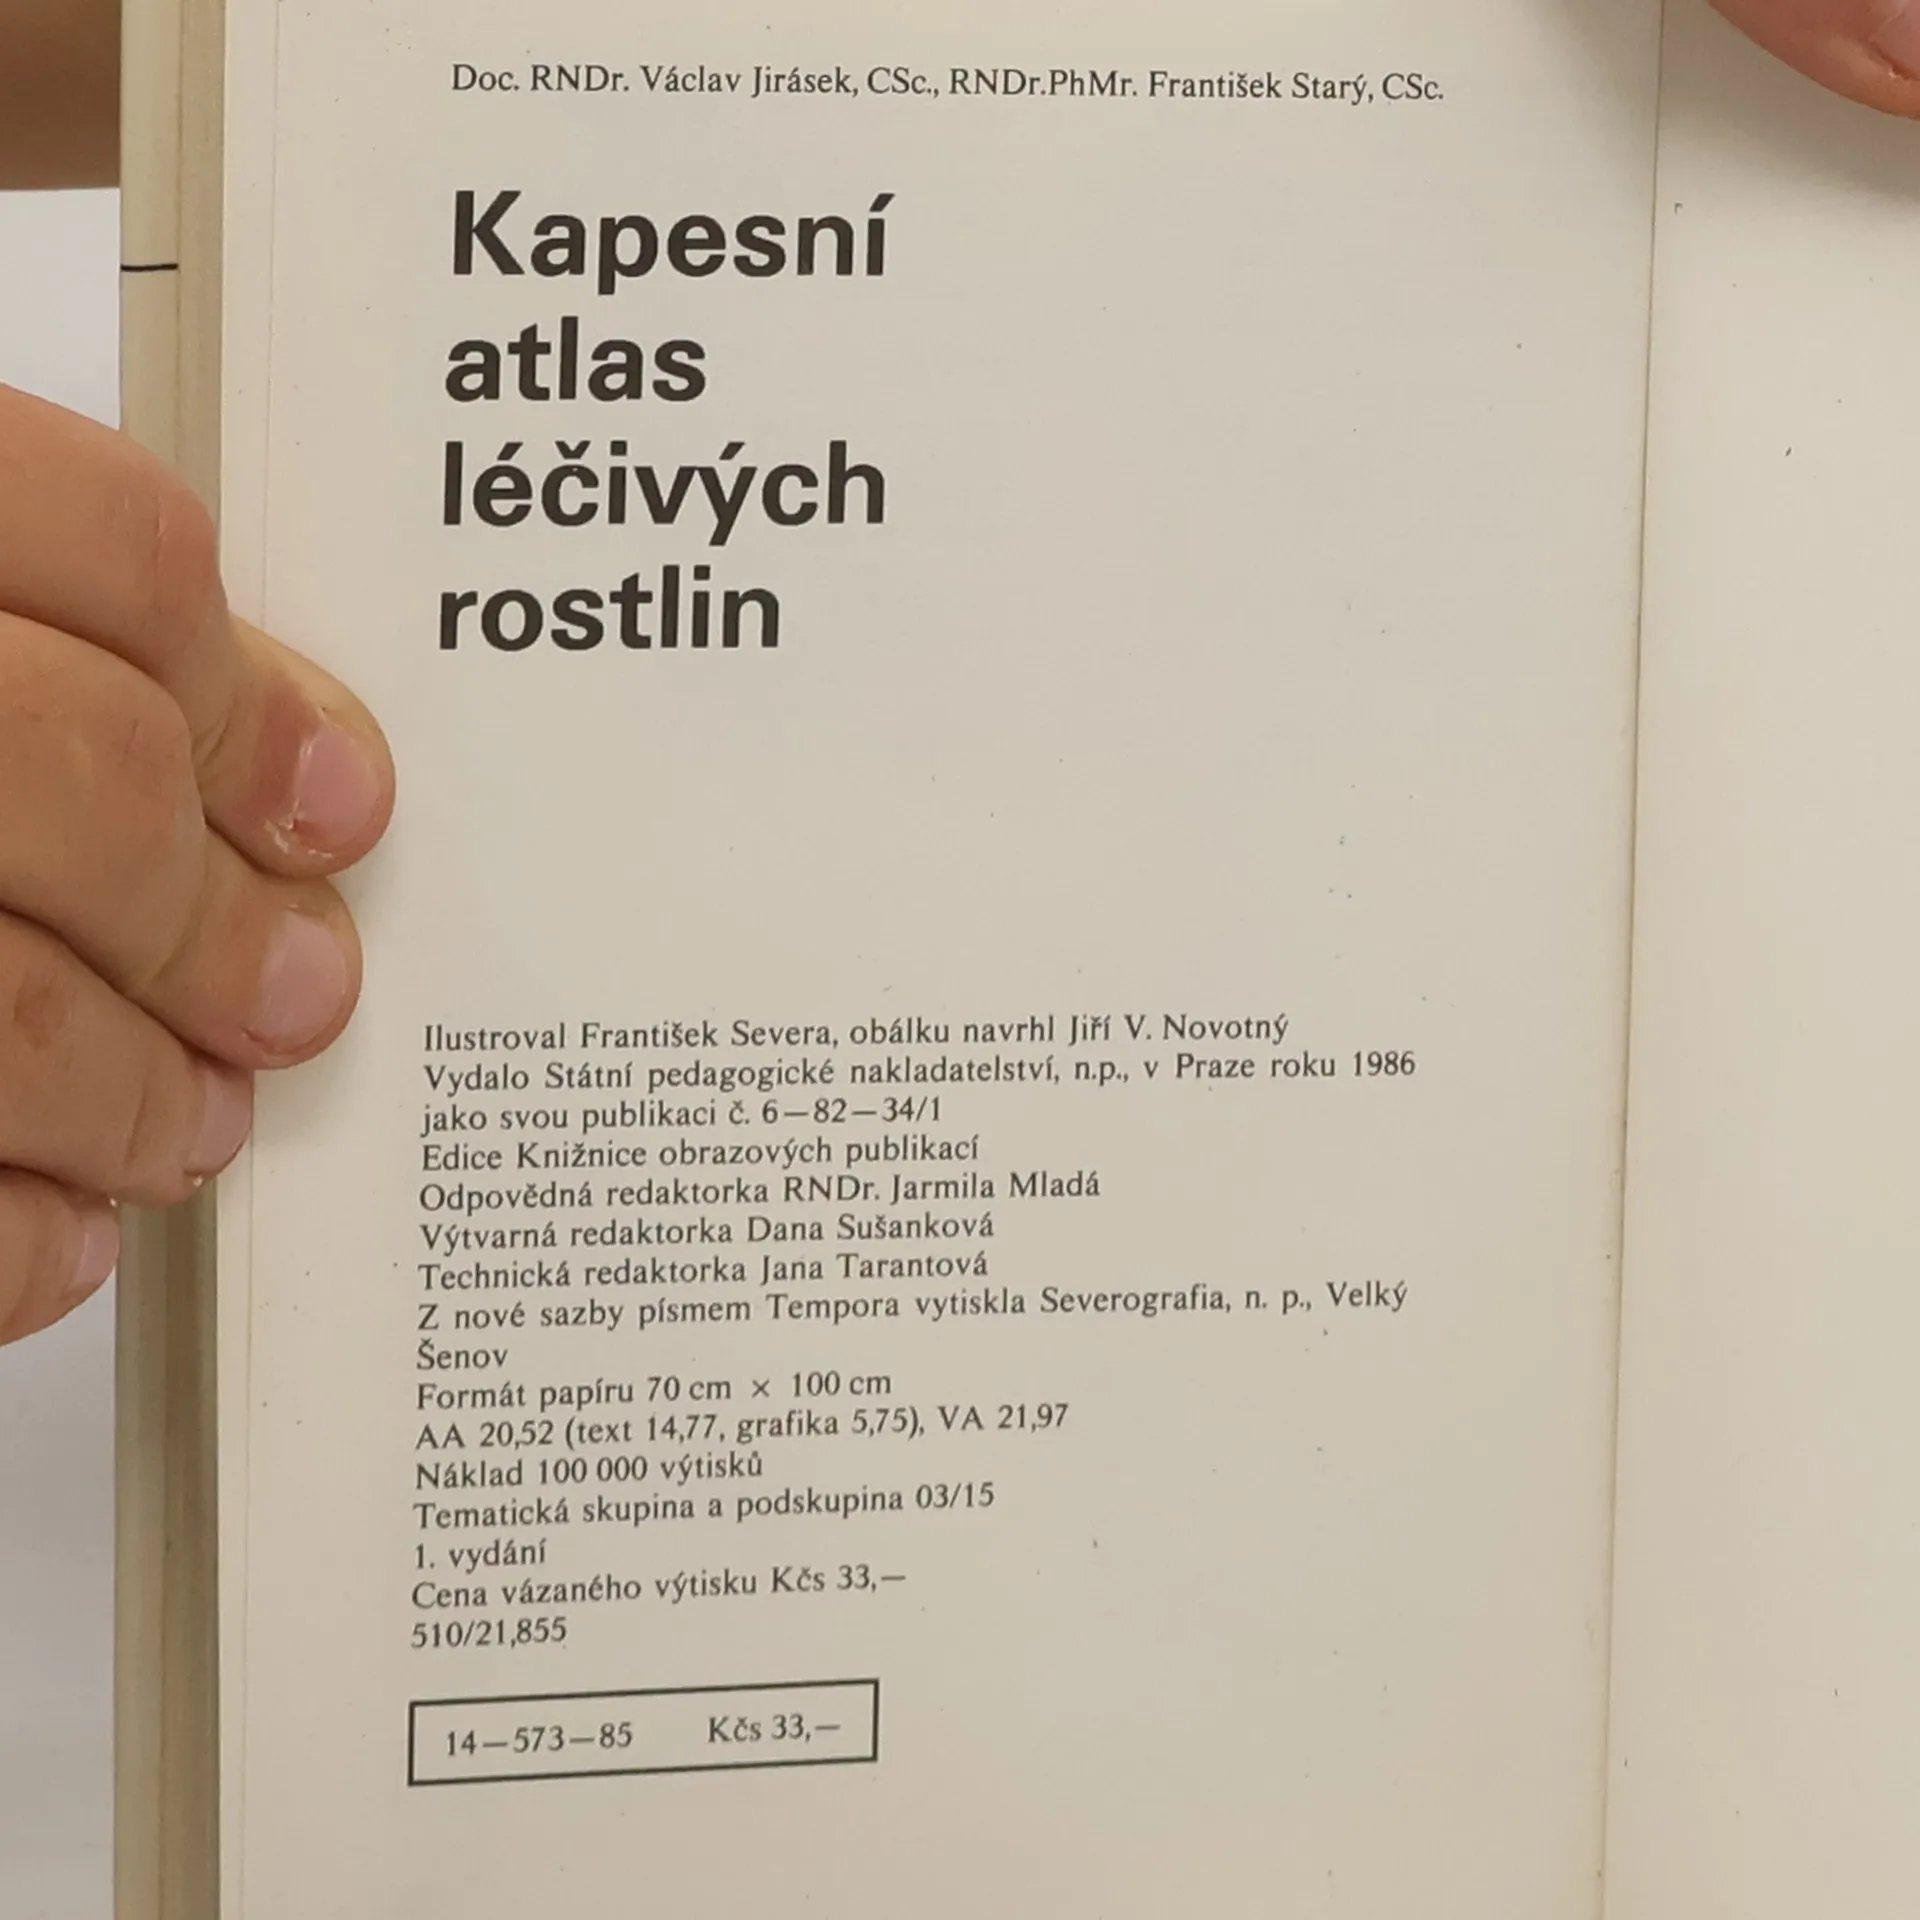 Doc. RNDr. Václav Jirásek, CSc., RNDr.PhMr. František Starý, CSc.
Kapesní
atlas
léčivých
rostlin
Ilustroval František Severa, obálku navrhl Jiří V. Novotný
Vydalo Státní pedagogické nakladatelství, n.p., v Praze roku 1986
jako svou publikaci č. 6—82—34/1
Edice Knižnice obrazových publikací
Odpovědná redaktorka RNDr. Jarmila Mladá
Výtvarná redaktorka Dana Sušanková
Technická redaktorka Jana Tarantová
Z nové sazby písmem Tempora vytiskla Severografia, n. p., Velký
Šenov
Formát papíru 70 cm × 100 cm
AA 20,52 (text 14,77, grafika 5,75), VA 21,97
Náklad 100 000 výtisků
Tematická skupina a podskupina 03/15
1. vydání
Cena vázaného výtisku Kčs 33,—
510/21,855
14—573—85 Kčs 33,—